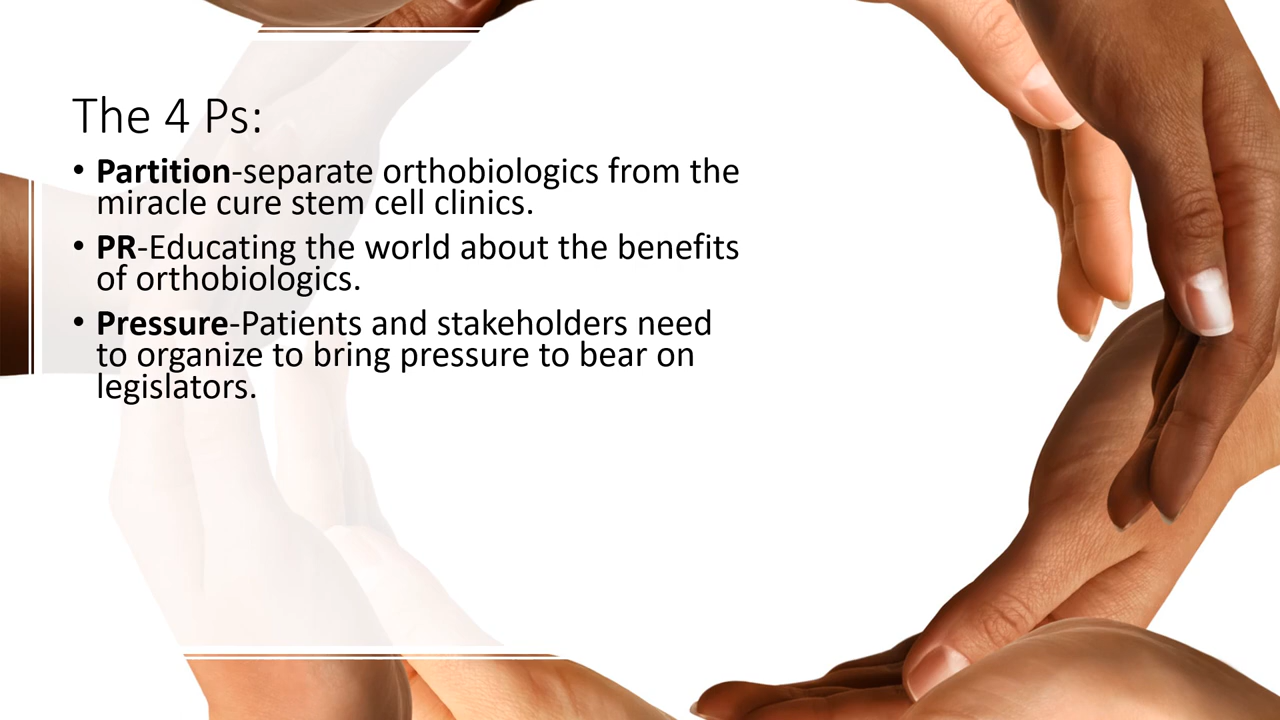 The 4 Ps:
• Partition-separate orthobiologics from the
miracle cure stem cell clinics.
• PR-Educating the world about the benefits
of orthobiologics.
• Pressure-Patients and stakeholders need
to organize to bring pressure to bear on
legislators.